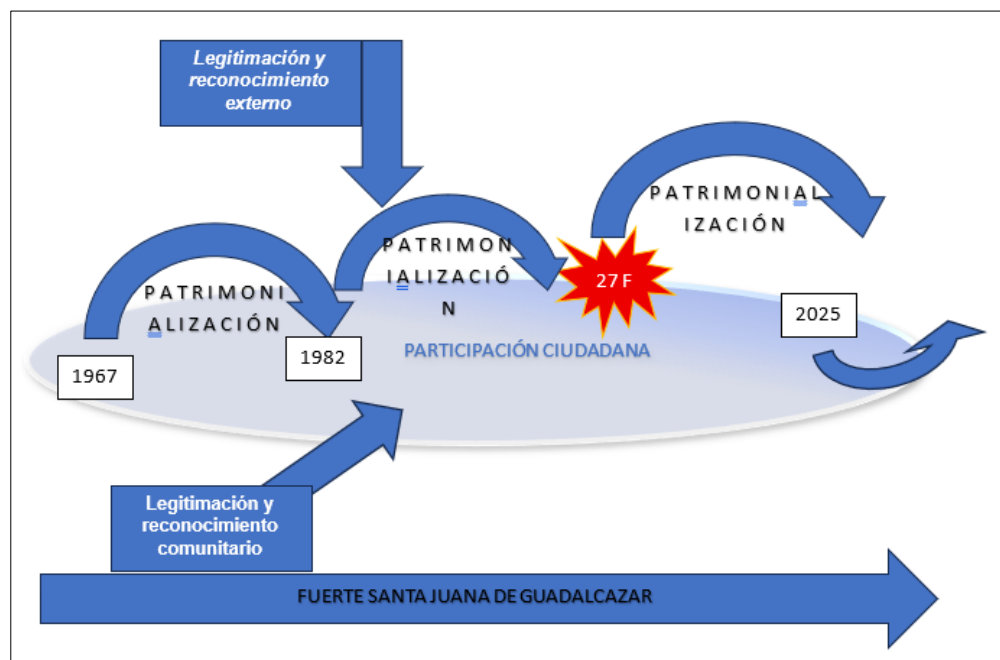 Legitimación y
reconocimiento
externo
PATRIMONIAL
IZACIÓN
PATRIMON
IALIZACIÓ
N
27 F
PATRIMONI
ALIZACIÓN
2025
1982
PARTICIPACIÓN CIUDADANA
1967
Legitimación y
reconocimiento
comunitario
FUERTE SANTA JUANA DE GUADALCAZAR